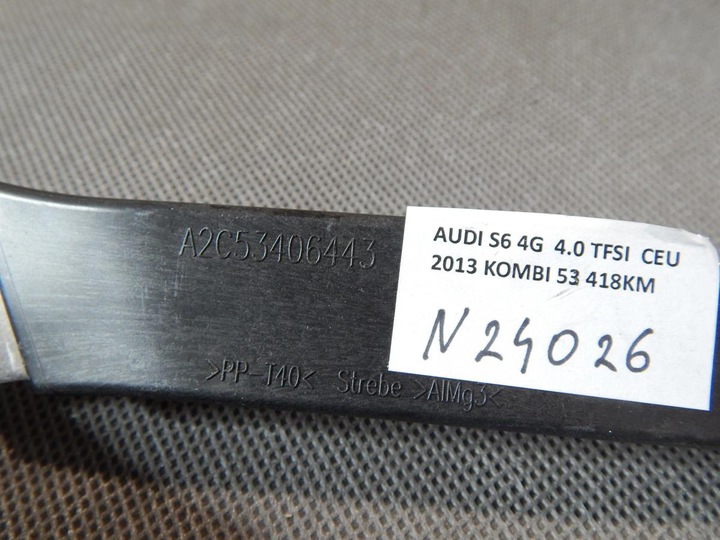 A2C53406443
>PP-T40< Strebe >AlMg3<
AUDI S6 4G 4.0 TFSI CEU
2013 KOMBI 53 418KM
N24026